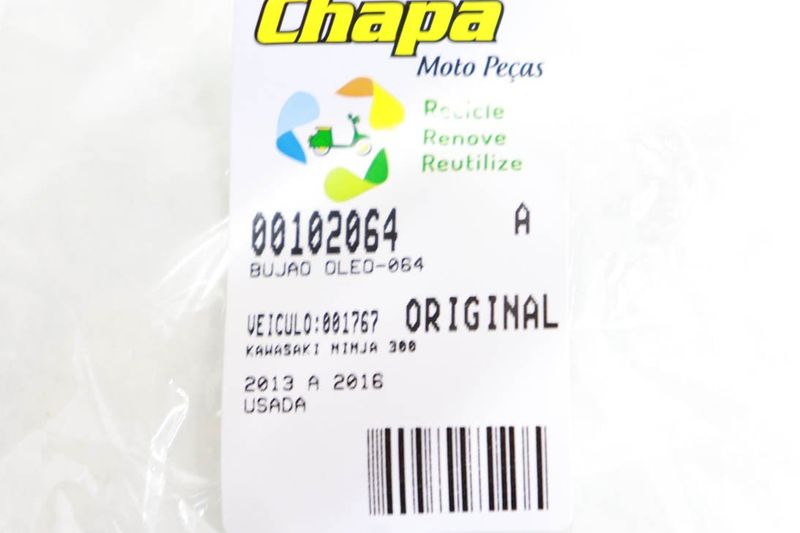 Chapa
Moto Peças
Recicle
Renove
Reutilize
00102064 A
BUJAO OLEO-064
VEICULO:001767 ORIGINAL
KAWASAKI NINJA 300
2013 A 2016
USADA